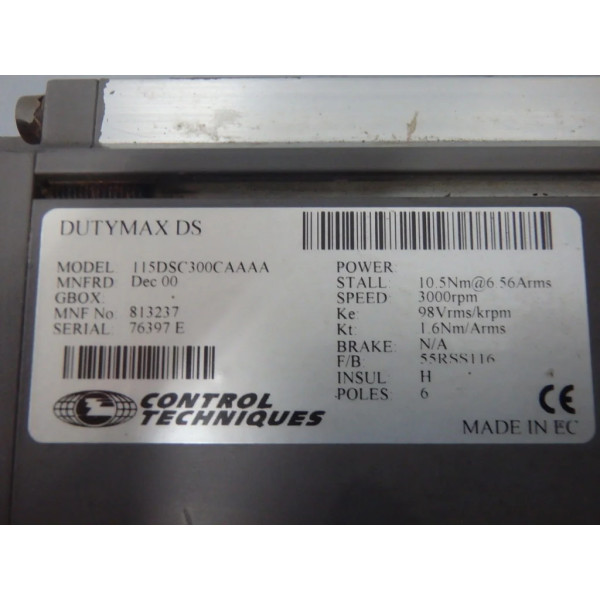 DUTYMAX DS
MODEL: 115DSC300CAAAA
MNFRD: Dec 00
GBOX:
MNF No: 813237
SERIAL: 76397 E
CONTROL
TECHNIQUES
POWER:
STALL: 10.5Nm@6.56Arms
SPEED: 3000rpm
Ke: 98Vrms/krpm
Kt: 1.6Nm/Arms
BRAKE: N/A
F/B: 55RSS116
INSUL: H
POLES: 6
CE
MADE IN EC